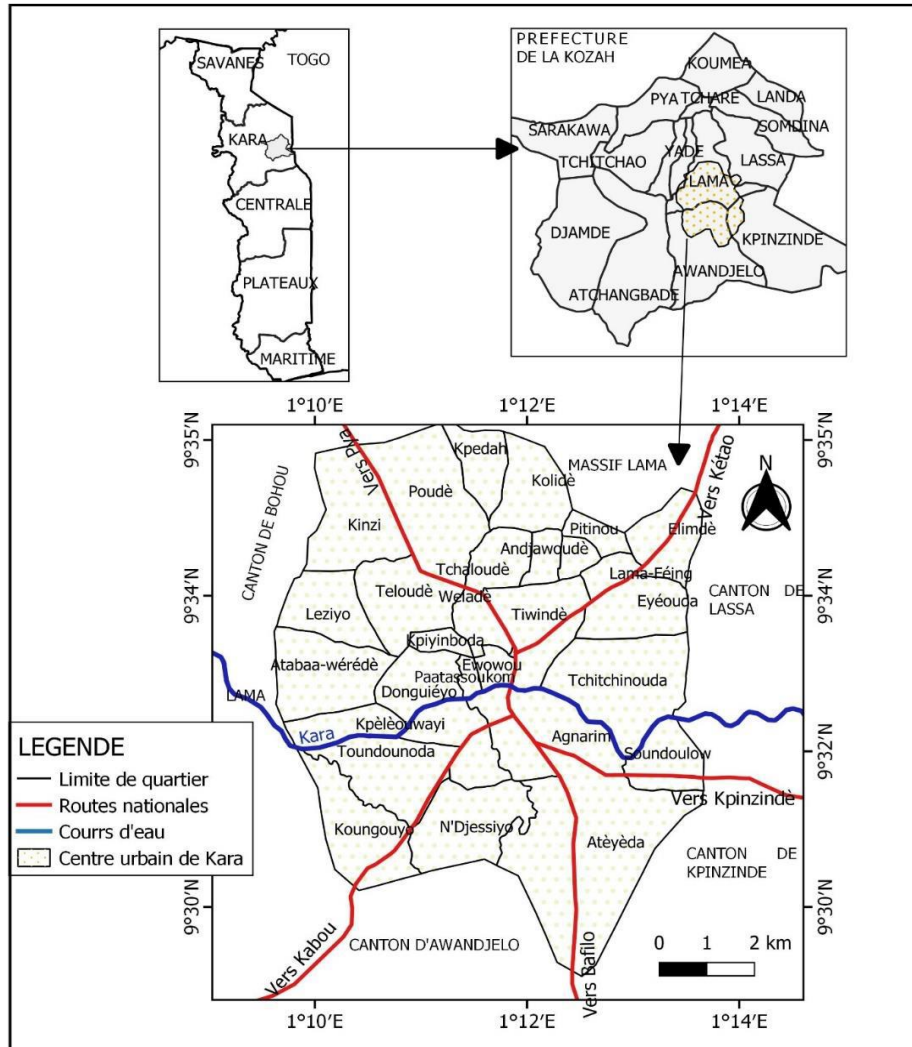 SAVANES
TOGO
KARA
CENTRALE
PLATEAUX
MARITIME
PREFECTURE
DE LA KOZAH
KOUMEA
PYA
TCHARE
LANDA
SARAKAWA
SOMDINA
TCHITCHAO
YADE
LASSA
LAMA
DJAMDE
KPINZINDE
AWANDJELO
ATCHANGBADE
1°10'E
1°12'E
1°14'E
9°35'N
9°35'N
Vers Pya
Kpedah
MASSIF LAMA
Vers Kétao
N
Kolidè
Poudè
Kinzi
Pitinou
Elimdè
CANTON DE BOHOU
Andjawoudè
Tchaloudè
Lama-Féing
9°34'N
9°34'N
Teloudè
Weladè
CANTON DE
LASSA
Eyéouda
Leziyo
Tiwindè
Kpiyinboda
Atabaa-wérédè
Ewowou
Paatassoukom
Tchitchinouda
Donguiéyo
LAMA
Kara
Kpèlèouwayi
Agnarim
Toundounoda
Soundoulow
9°32'N
9°32'N
LEGENDE
Limite de quartier
Routes nationales
Courrs d'eau
Centre urbain de Kara
Vers Kpinzindè
Koungouyo
N'Djessiyo
Atèyèda
CANTON DE
KPINZINDE
9°30'N
9°30'N
Vers Kabou
CANTON D'AWANDJELO
Vers Bafilo
0 1 2 km
1°10'E
1°12'E
1°14'E